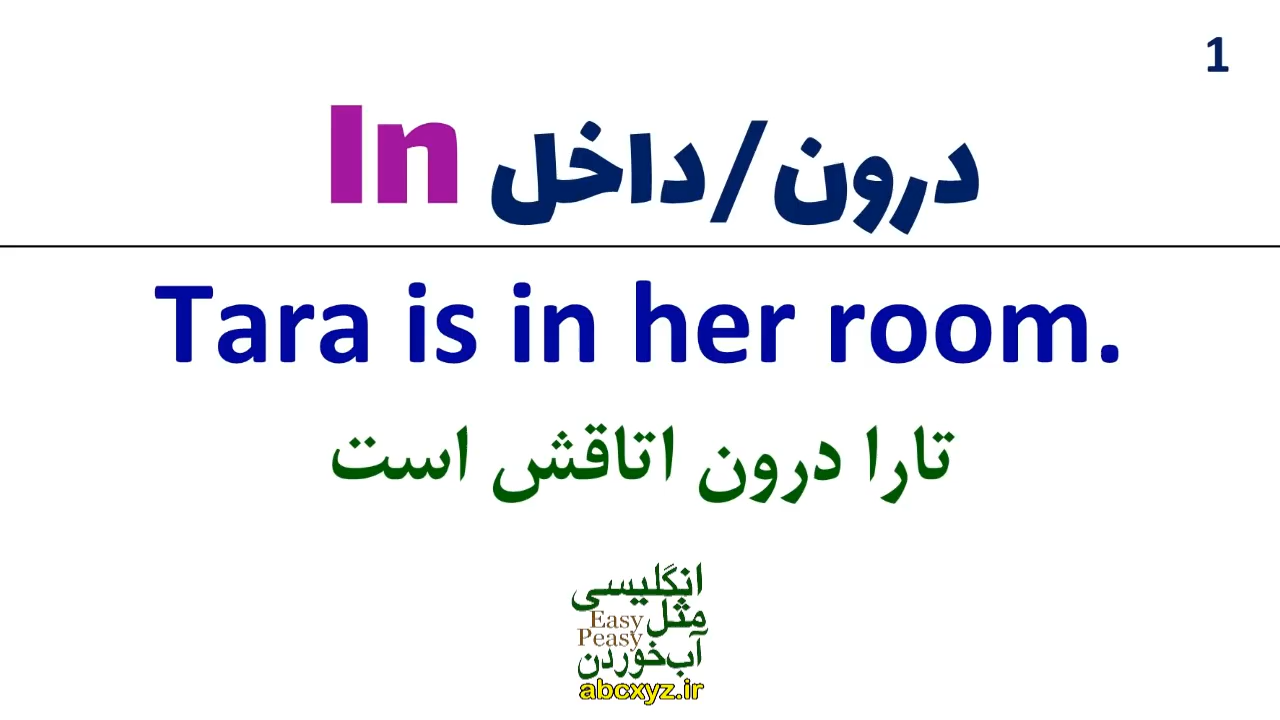 1
In درون/داخل
Tara is in her room.
تارا درون اتاقش است
انگلیسی
مثل Easy
Peasy
آب‌خوردن
abcxyz.ir